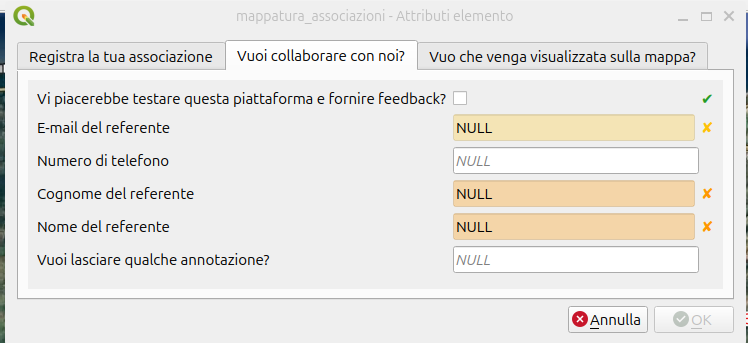 mappatura_associazioni - Attributi elemento
Registra la tua associazione Vuoi collaborare con noi? Vuo che venga visualizzata sulla mappa?
Vi piacerebbe testare questa piattaforma e fornire feedback?
E-mail del referente NULL
Numero di telefono NULL
Cognome del referente NULL
Nome del referente NULL
Vuoi lasciare qualche annotazione? NULL
Annulla OK